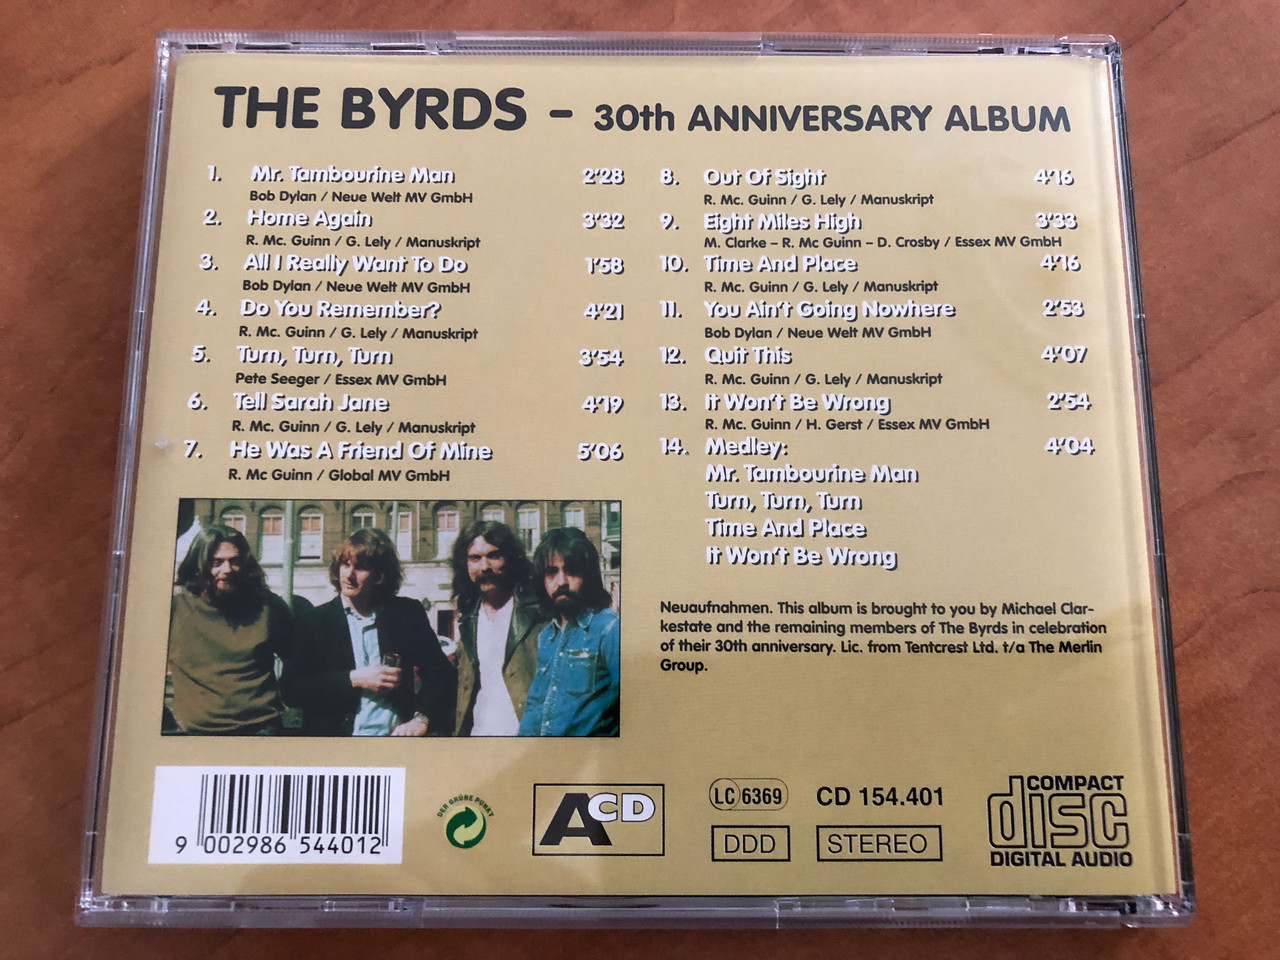 THE BYRDS – 30th ANNIVERSARY ALBUM
1. Mr. Tambourine Man 2'28
Bob Dylan / Neue Welt MV GmbH
2. Home Again 3'32
R. Mc. Guinn / G. Lely / Manuskript
3. All I Really Want To Do 1'58
Bob Dylan / Neue Welt MV GmbH
4. Do You Remember? 4'21
R. Mc. Guinn / G. Lely / Manuskript
5. Turn, Turn, Turn 3'54
Pete Seeger / Essex MV GmbH
6. Tell Sarah Jane 4'19
R. Mc. Guinn / G. Lely / Manuskript
7. He Was A Friend Of Mine 5'06
R. Mc Guinn / Global MV GmbH
8. Out Of Sight 4'16
R. Mc. Guinn / G. Lely / Manuskript
9. Eight Miles High 3'33
M. Clarke – R. Mc Guinn – D. Crosby / Essex MV GmbH
10. Time And Place 4'16
R. Mc. Guinn / G. Lely / Manuskript
11. You Ain't Going Nowhere 2'53
Bob Dylan / Neue Welt MV GmbH
12. Quit This 4'07
R. Mc. Guinn / G. Lely / Manuskript
13. It Won't Be Wrong 2'54
R. Mc. Guinn / H. Gerst / Essex MV GmbH
14. Medley: 4'04
Mr. Tambourine Man
Turn, Turn, Turn
Time And Place
It Won't Be Wrong
Neuaufnahmen. This album is brought to you by Michael Clar-
kestate and the remaining members of The Byrds in celebration
of their 30th anniversary. Lic. from Tentcrest Ltd. t/a The Merlin
Group.
9 002986 544012
DER GRÜNE PUNKT
ACD
LC 6369
CD 154.401
DDD
STEREO
COMPACT
disc
DIGITAL AUDIO